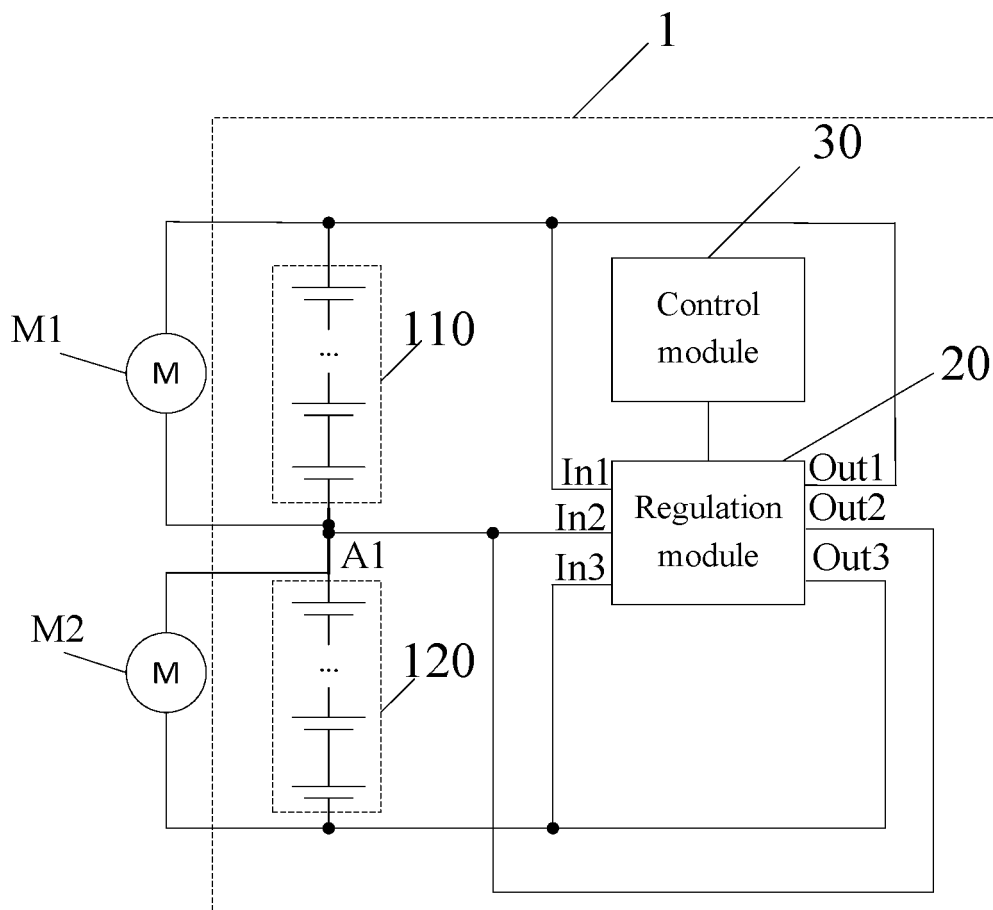 1
30
Control
module
M1
M
110
20
In1
Out1
In2
Regulation
module
Out2
A1
In3
Out3
M2
M
120
...
...